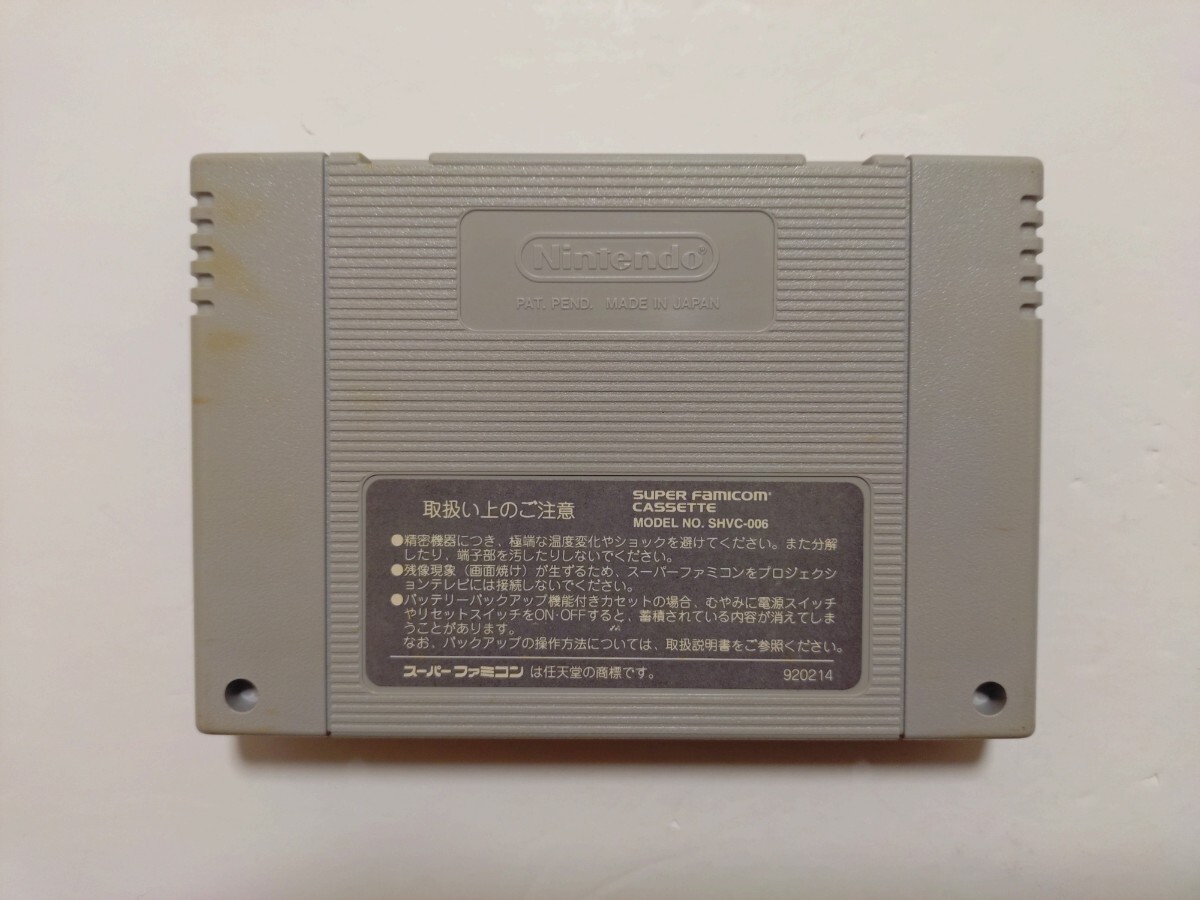 Nintendo®
PAT. PEND. MADE IN JAPAN
取扱い上のご注意
SUPER FAMICOM®
CASSETTE
MODEL NO. SHVC-006
●精密機器につき、極端な温度変化やショックを避けてください。また分解
したり、端子部を汚したりしないでください。
●残像現象（画面焼け）が生ずるため、スーパーファミコンをプロジェクシ
ョンテレビには接続しないでください。
●バッテリーバックアップ機能付きカセットの場合、むやみに電源スイッチ
やリセットスイッチをON・OFFすると、蓄積されている内容が消えてしま
うことがあります。
なお、バックアップの操作方法については、取扱説明書をご参照ください。
スーパーファミコン は任天堂の商標です。
920214